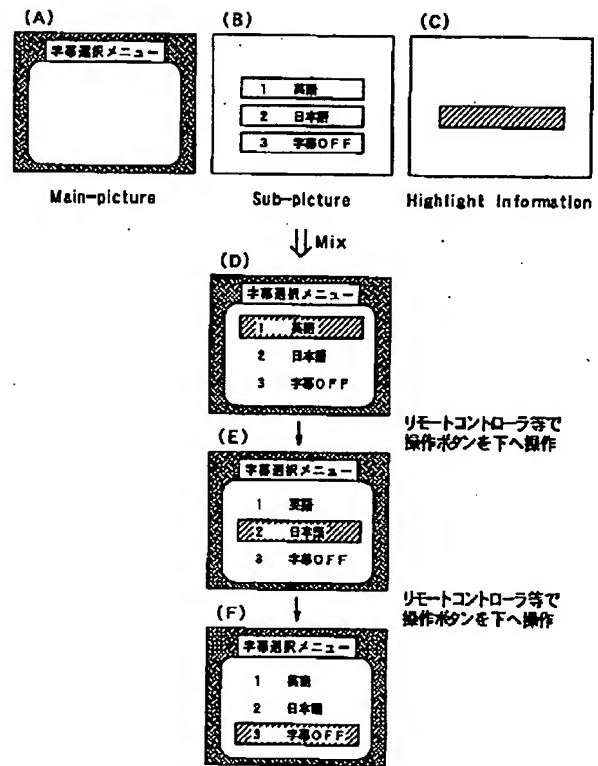 (A)
(B)
(C)
字幕選択メニュー
1 英語
2 日本語
3 字幕OFF
Main-picture
Sub-picture
Highlight Information
Mix
(D)
字幕選択メニュー
1 英語
2 日本語
3 字幕OFF
リモートコントローラ等で
操作ボタンを下へ操作
(E)
字幕選択メニュー
1 英語
2 日本語
3 字幕OFF
リモートコントローラ等で
操作ボタンを下へ操作
(F)
字幕選択メニュー
1 英語
2 日本語
3 字幕OFF